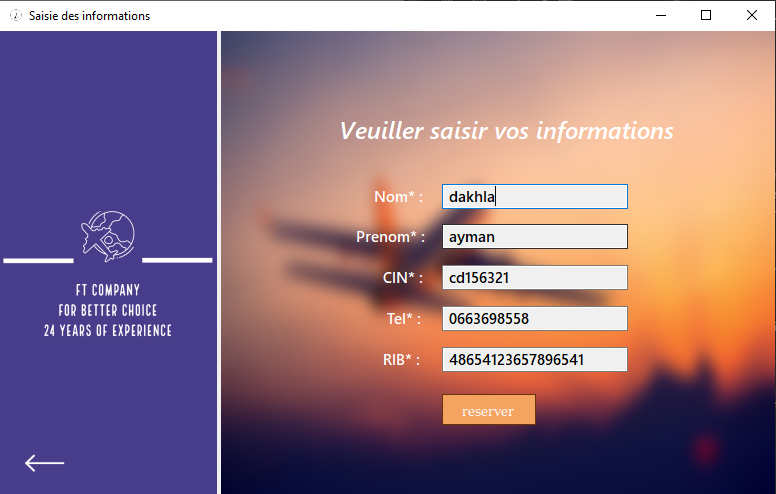 Saisie des informations
Veuiller saisir vos informations
Nom* : dakhla
Prenom* : ayman
CIN* : cd156321
Tel* : 0663698558
RIB* : 48654123657896541
reserver
FT COMPANY
FOR BETTER CHOICE
24 YEARS OF EXPERIENCE